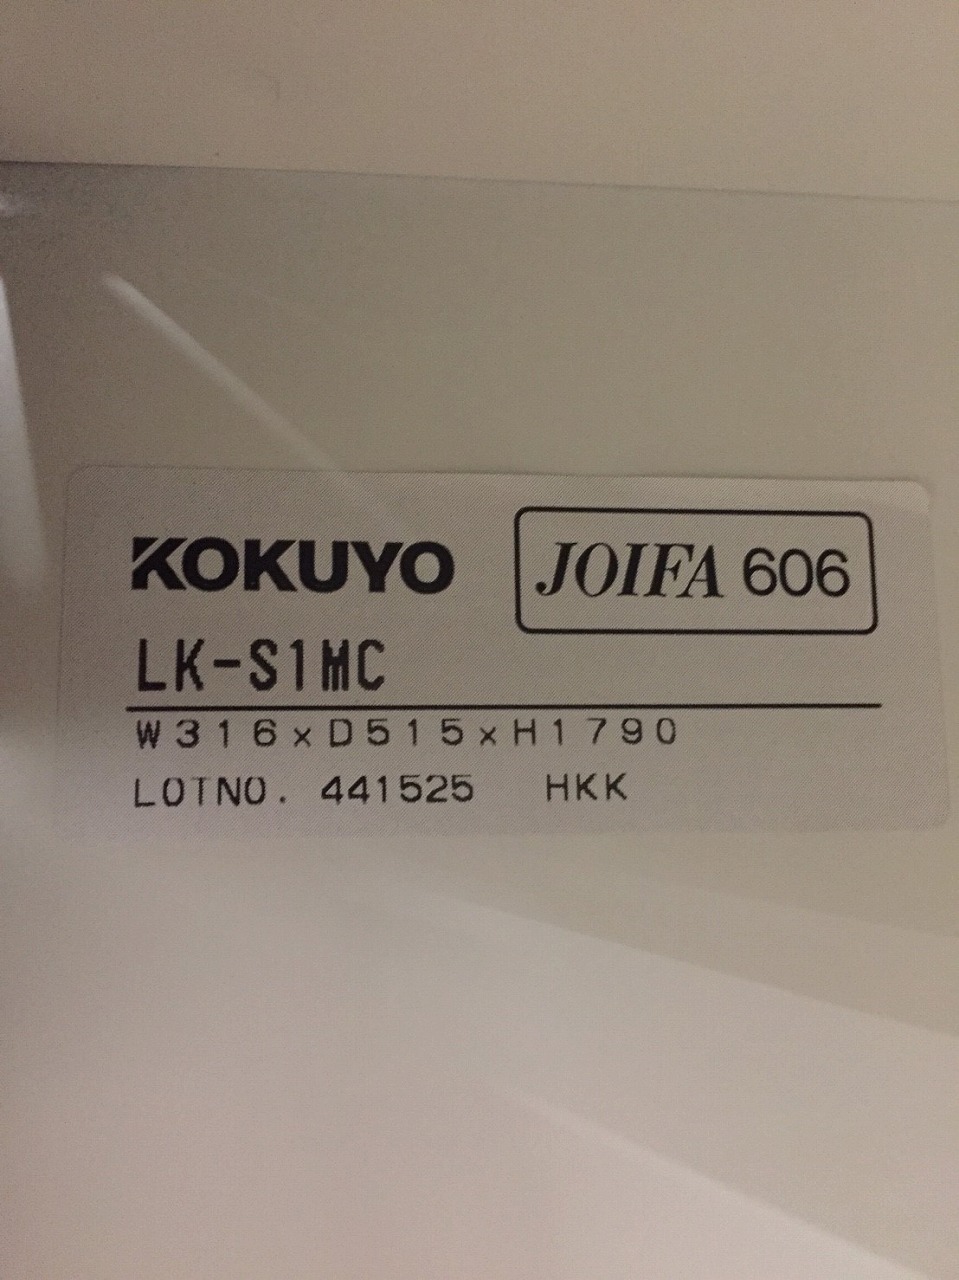 KOKUYO
JOIFA 606
LK-S1MC
W316×D515×H1790
LOTNO. 441525 HKK